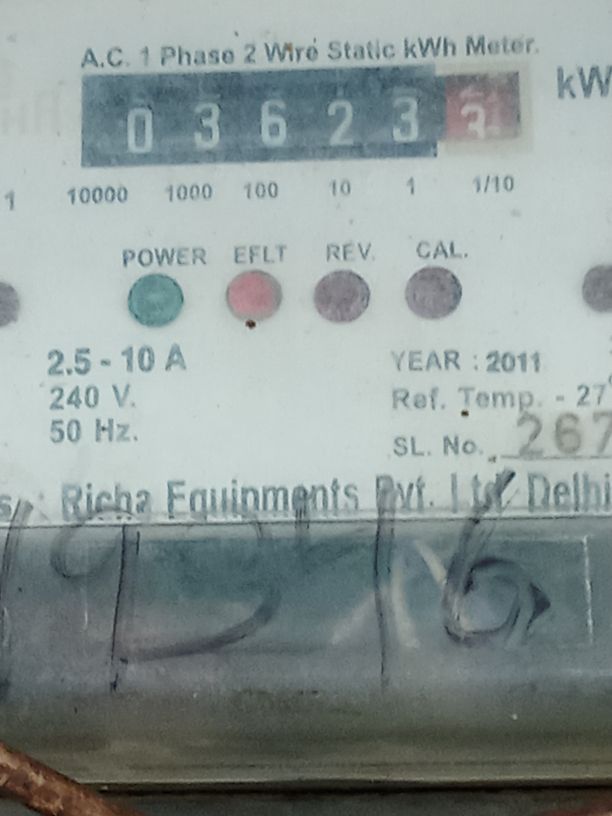 A.C. 1 Phase 2 Wire Static kWh Meter.
kW
0 3 6 2 3
1 10000 1000 100 10 1 1/10
POWER EFLT REV. CAL.
2.5 - 10 A
240 V.
50 Hz.
YEAR : 2011
Ref. Temp. - 27°
SL. No. 267
s : Richa Equipments Pvt. Ltd Delhi